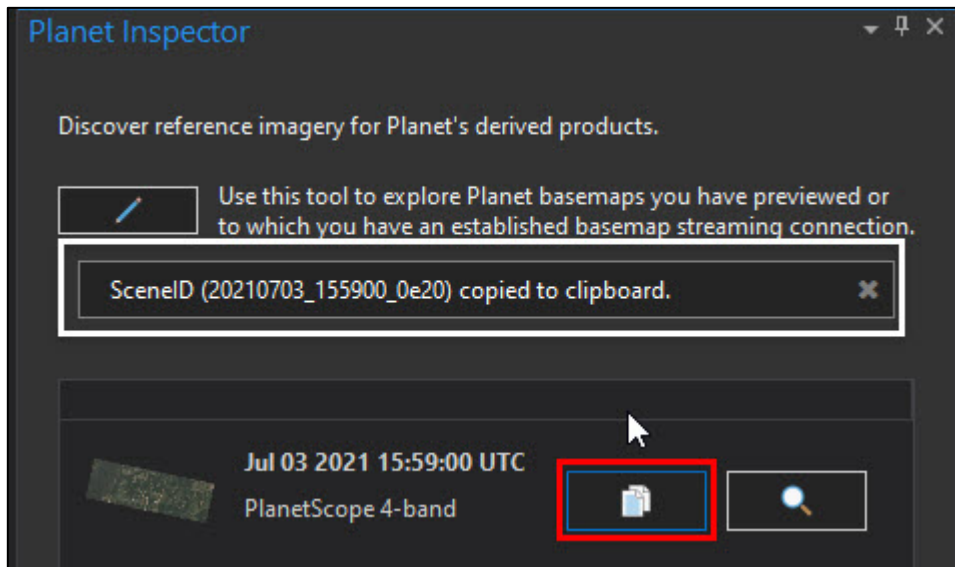 Planet Inspector
Discover reference imagery for Planet's derived products.
Use this tool to explore Planet basemaps you have previewed or
to which you have an established basemap streaming connection.
SceneID (20210703_155900_0e20) copied to clipboard.
Jul 03 2021 15:59:00 UTC
PlanetScope 4-band